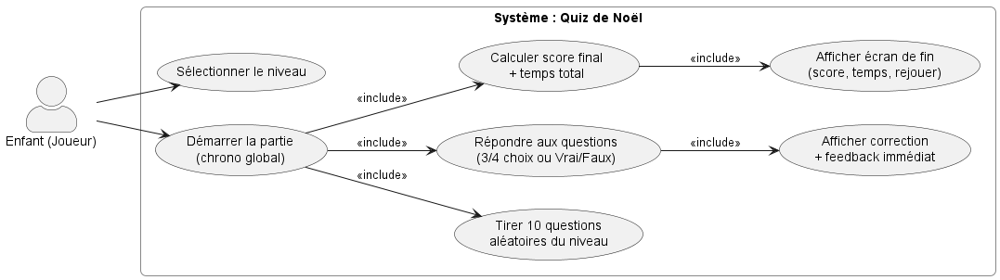 Système : Quiz de Noël
Enfant (Joueur)
Sélectionner le niveau
Démarrer la partie
(chrono global)
«include»
«include»
«include»
Calculer score final
+ temps total
Répondre aux questions
(3/4 choix ou Vrai/Faux)
Tirer 10 questions
aléatoires du niveau
«include»
«include»
Afficher écran de fin
(score, temps, rejouer)
Afficher correction
+ feedback immédiat